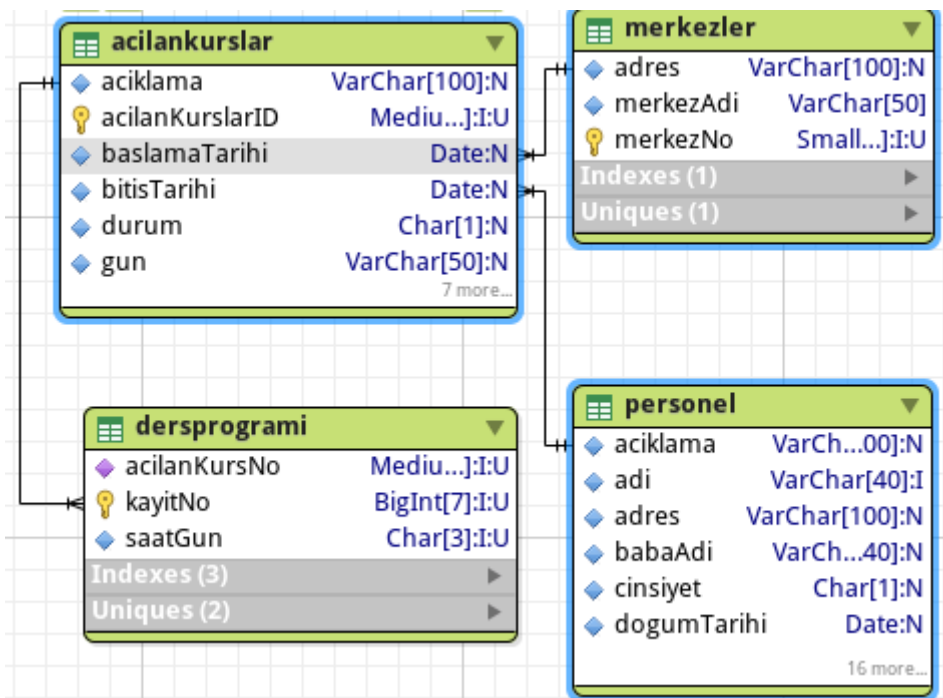 acilankurslar
aciklama VarChar[100]:N
acilanKurslarID Mediu...]:I:U
baslamaTarihi Date:N
bitisTarihi Date:N
durum Char[1]:N
gun VarChar[50]:N
7 more...
merkezler
adres VarChar[100]:N
merkezAdi VarChar[50]
merkezNo Small...]:I:U
Indexes (1)
Uniques (1)
dersprogrami
acilanKursNo Mediu...]:I:U
kayitNo BigInt[7]:I:U
saatGun Char[3]:I:U
Indexes (3)
Uniques (2)
personel
aciklama VarCh...00]:N
adi VarChar[40]:I
adres VarChar[100]:N
babaAdi VarCh...40]:N
cinsiyet Char[1]:N
dogumTarihi Date:N
16 more...